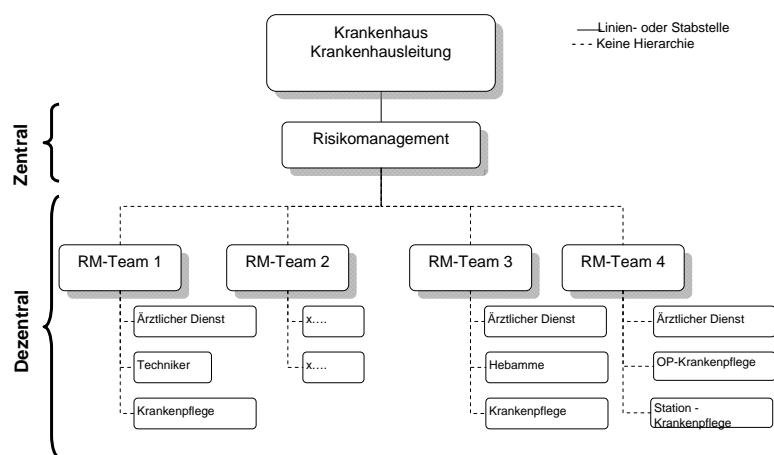 Krankenhaus
Krankenhausleitung
Linien- oder Stabstelle
Keine Hierarchie
Zentral
Risikomanagement
Dezentral
RM-Team 1
RM-Team 2
RM-Team 3
RM-Team 4
Ärztlicher Dienst
x....
Ärztlicher Dienst
Ärztlicher Dienst
Techniker
x....
Hebamme
OP-Krankenpflege
Krankenpflege
Krankenpflege
Station -
Krankenpflege